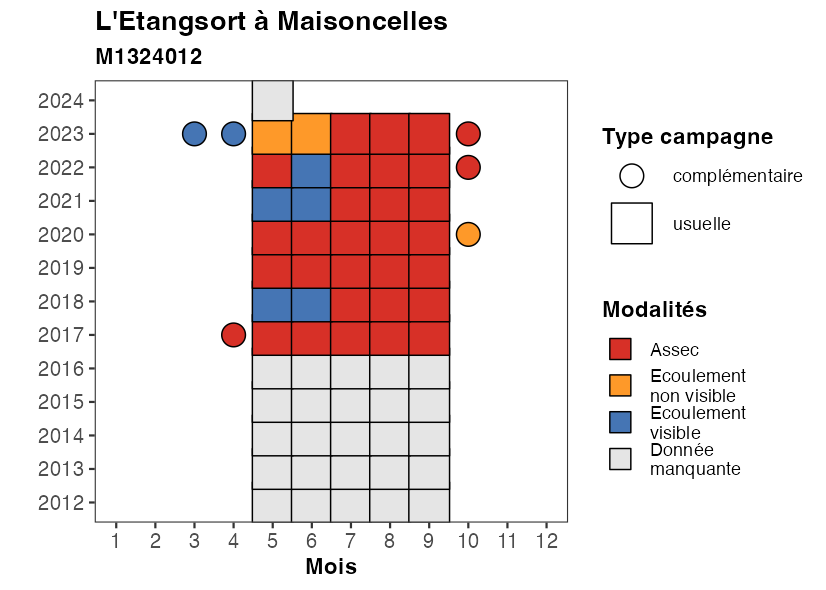 L'Etangsort à Maisoncelles
M1324012
2024
2023
2022
2021
2020
2019
2018
2017
2016
2015
2014
2013
2012
1 2 3 4 5 6 7 8 9 10 11 12
Mois
Type campagne
complémentaire
usuelle
Modalités
Assec
Ecoulement
non visible
Ecoulement
visible
Donnée
manquante